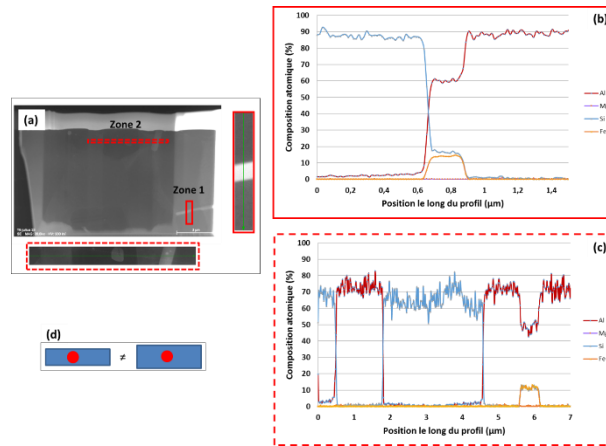 (a)
Zone 2
Zone 1
(b)
Composition atomique (%)
100
90
80
70
60
50
40
30
20
10
0
0 0,2 0,4 0,6 0,8 1 1,2 1,4
Position le long du profil (µm)
Al
Si
Fe
(c)
Composition atomique (%)
100
90
80
70
60
50
40
30
20
10
0
0 1 2 3 4 5 6 7
Position le long du profil (µm)
Al
Mg
Si
Fe
(d)
≠